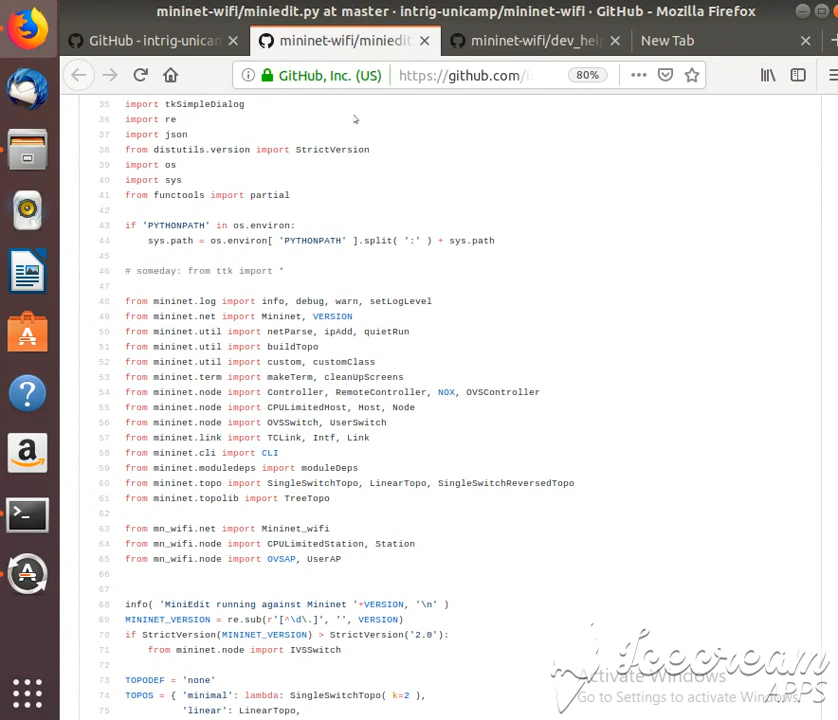 mininet-wifi/miniedit.py at master · intrig-unicamp/mininet-wifi · GitHub - Mozilla Firefox
GitHub - intrig-unican
mininet-wifi/miniedit
mininet-wifi/dev_help
New Tab
GitHub, Inc. (US)
https://github.com/i
80%
35 import tkSimpleDialog
36 import re
37 import json
38 from distutils.version import StrictVersion
39 import os
40 import sys
41 from functools import partial
42
43 if 'PYTHONPATH' in os.environ:
44 sys.path = os.environ[ 'PYTHONPATH' ].split( ':' ) + sys.path
45
46 # someday: from ttk import *
47
48 from mininet.log import info, debug, warn, setLogLevel
49 from mininet.net import Mininet, VERSION
50 from mininet.util import netParse, ipAdd, quietRun
51 from mininet.util import buildTopo
52 from mininet.util import custom, customClass
53 from mininet.term import makeTerm, cleanUpScreens
54 from mininet.node import Controller, RemoteController, NOX, OVSController
55 from mininet.node import CPULimitedHost, Host, Node
56 from mininet.node import OVSSwitch, UserSwitch
57 from mininet.link import TCLink, Intf, Link
58 from mininet.cli import CLI
59 from mininet.moduledeps import moduleDeps
60 from mininet.topo import SingleSwitchTopo, LinearTopo, SingleSwitchReversedTopo
61 from mininet.topolib import TreeTopo
62
63 from mn_wifi.net import Mininet_wifi
64 from mn_wifi.node import CPULimitedStation, Station
65 from mn_wifi.node import OVSAP, UserAP
66
67
68 info( 'MiniEdit running against Mininet '+VERSION, '\n' )
69 MININET_VERSION = re.sub(r'[^\d\.]', '', VERSION)
70 if StrictVersion(MININET_VERSION) > StrictVersion('2.0'):
71 from mininet.node import IVSSwitch
72
73 TOPODEF = 'none'
74 TOPOS = { 'minimal': lambda: SingleSwitchTopo( k=2 ),
75 'linear': LinearTopo,
Icecream
APPS
Activate Windows
Go to Settings to activate Windows.